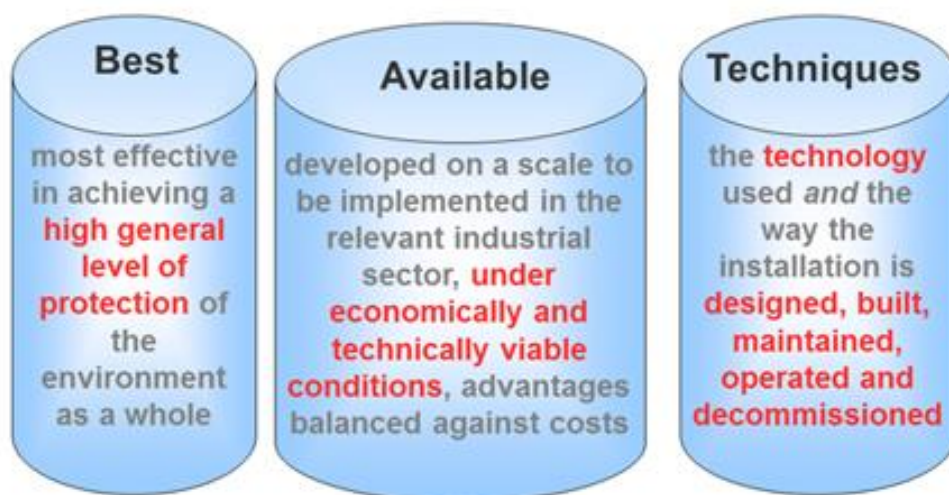 Best
most effective
in achieving a
high general
level of
protection of
the
environment
as a whole
Available
developed on a scale to
be implemented in the
relevant industrial
sector, under
economically and
technically viable
conditions, advantages
balanced against costs
Techniques
the technology
used and the
way the
installation is
designed, built,
maintained,
operated and
decommissioned